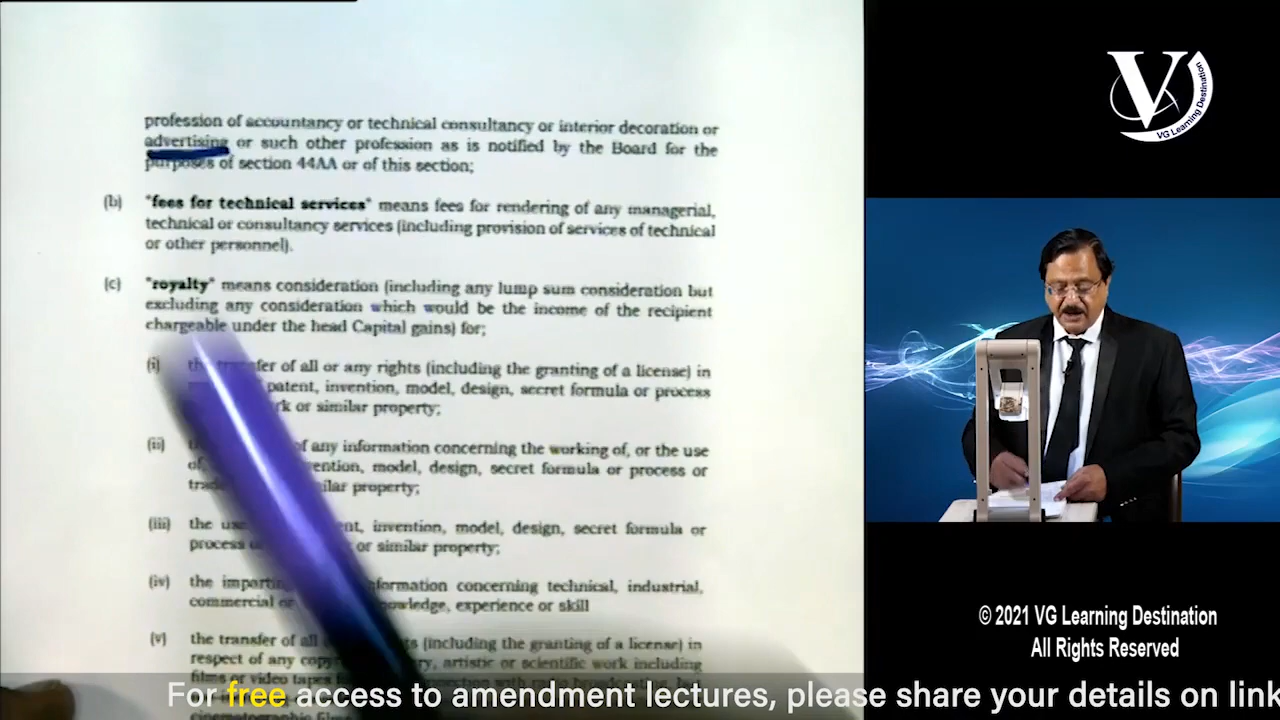 profession of accountancy or technical consultancy or interior decoration or
advertising or such other profession as is notified by the Board for the
purposes of section 44AA or of this section;
(b) "fees for technical services" means fees for rendering of any managerial,
technical or consultancy services (including provision of services of technical
or other personnel).
(c) "royalty" means consideration (including any lump sum consideration but
excluding any consideration which would be the income of the recipient
chargeable under the head Capital gains) for;
(i) the transfer of all or any rights (including the granting of a license) in
patent, invention, model, design, secret formula or process
or similar property;
(ii) of any information concerning the working of, or the use
model, design, secret formula or process or
property;
(iii) the invention, model, design, secret formula or
process or similar property;
(iv) the information concerning technical, industrial,
commercial or knowledge, experience or skill
(v) the transfer of all (including the granting of a license) in
respect of any artistic or scientific work including
films or video tapes
V
VG Learning Destination
© 2021 VG Learning Destination
All Rights Reserved
For free access to amendment lectures, please share your details on link